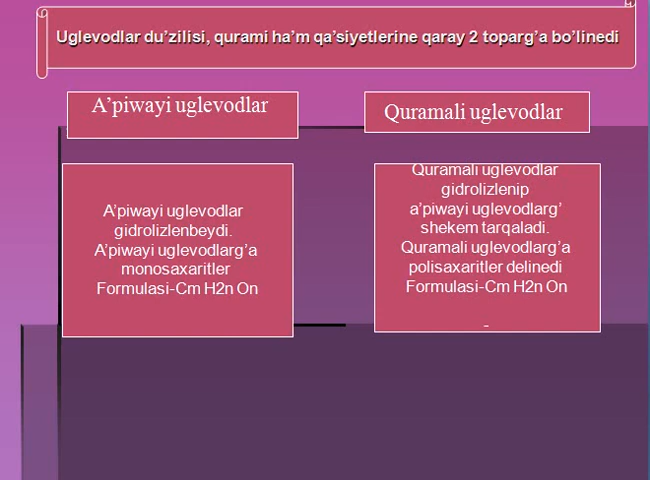 Uglevodlar du’zilisi, qurami ha’m qa’siyetlerine qaray 2 toparg’a bo’linedi
A’piwayi uglevodlar
Quramali uglevodlar
A’piwayi uglevodlar
gidrolizlenbeydi.
A’piwayi uglevodlarg’a
monosaxaritler
Formulasi-Cm H2n On
Quramali uglevodlar
gidrolizlenip
a’piwayi uglevodlarg’
shekem tarqaladi.
Quramali uglevodlarg’a
polisaxaritler delinedi
Formulasi-Cm H2n On
-